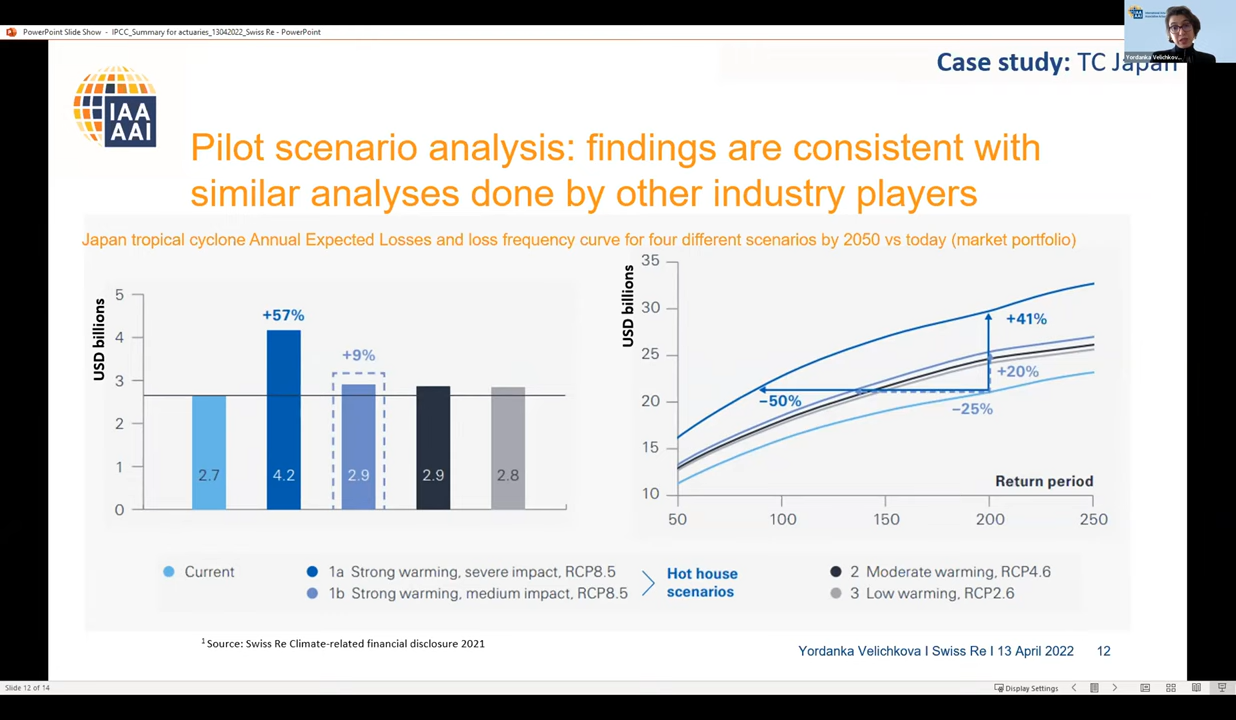 PowerPoint Slide Show - IPCC_Summary for actuaries_13042022_Swiss Re - PowerPoint
IAA
AAI
Yordanka Velichkov...
Case study: TC Japan
IAA
AAI
Pilot scenario analysis: findings are consistent with
similar analyses done by other industry players
Japan tropical cyclone Annual Expected Losses and loss frequency curve for four different scenarios by 2050 vs today (market portfolio)
USD billions
5
4
3
2
1
0
+57%
+9%
2.7
4.2
2.9
2.9
2.8
USD billions
35
30
25
20
15
10
+41%
+20%
−50%
−25%
Return period
50
100
150
200
250
Current
1a Strong warming, severe impact, RCP8.5
1b Strong warming, medium impact, RCP8.5
Hot house
scenarios
2 Moderate warming, RCP4.6
3 Low warming, RCP2.6
1 Source: Swiss Re Climate-related financial disclosure 2021
Yordanka Velichkova I Swiss Re I 13 April 2022 12
Slide 12 of 14
Display Settings